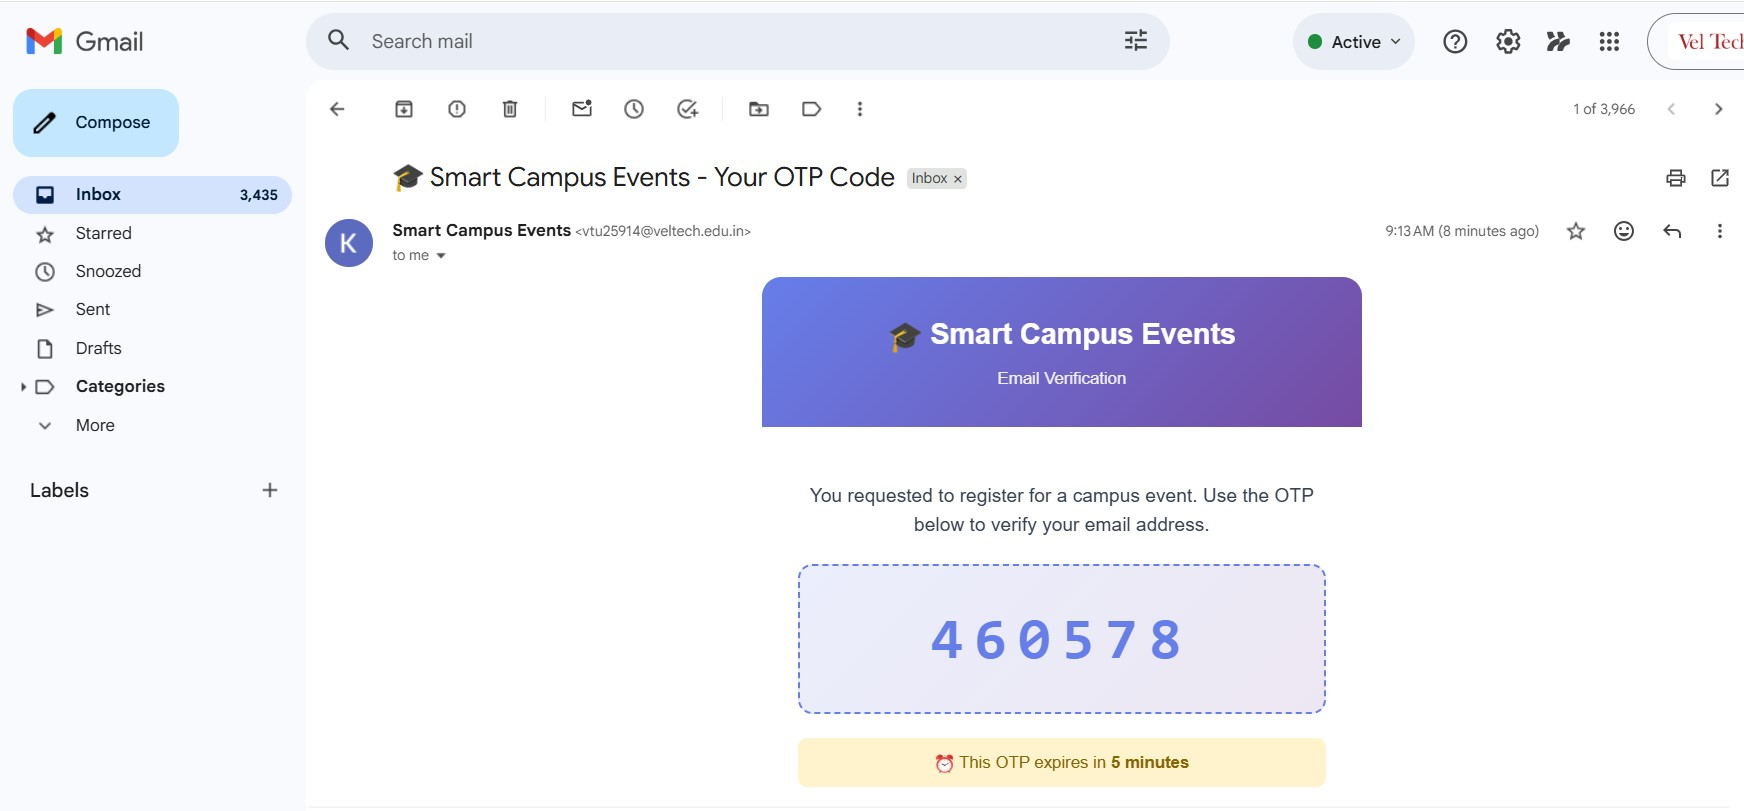 Gmail
Search mail
Active
Vel Tech
Compose
1 of 3,966
Inbox 3,435
Starred
Snoozed
Sent
Drafts
Categories
More
Labels
🎓 Smart Campus Events - Your OTP Code Inbox ×
Smart Campus Events <vtu25914@veltech.edu.in>
9:13 AM (8 minutes ago)
to me
K
🎓 Smart Campus Events
Email Verification
You requested to register for a campus event. Use the OTP
below to verify your email address.
460578
⏰ This OTP expires in 5 minutes